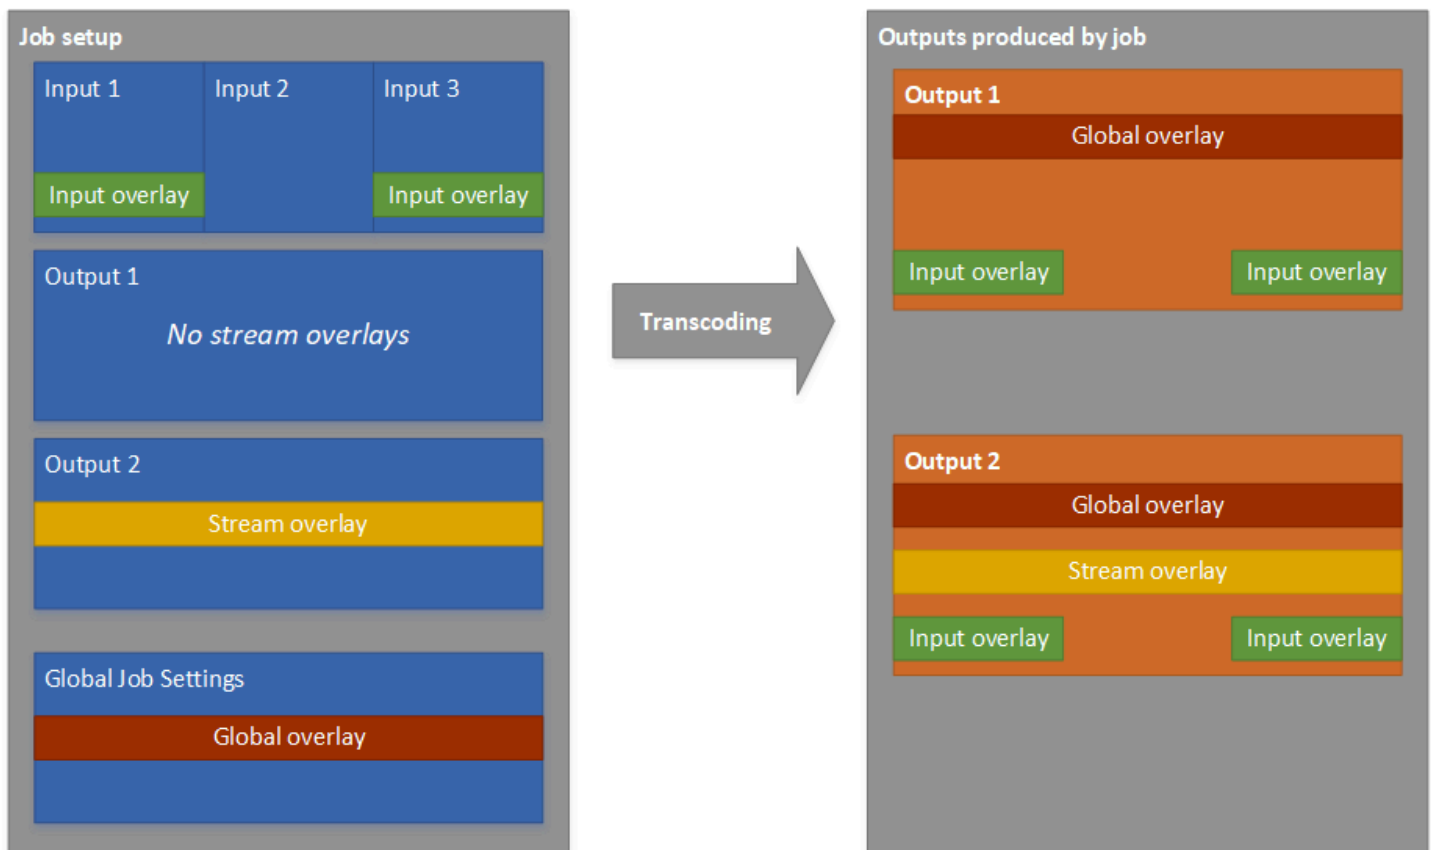 Job setup
Input 1
Input 2
Input 3
Input overlay
Input overlay
Output 1
No stream overlays
Output 2
Stream overlay
Global Job Settings
Global overlay
Transcoding
Outputs produced by job
Output 1
Global overlay
Input overlay
Input overlay
Output 2
Global overlay
Stream overlay
Input overlay
Input overlay